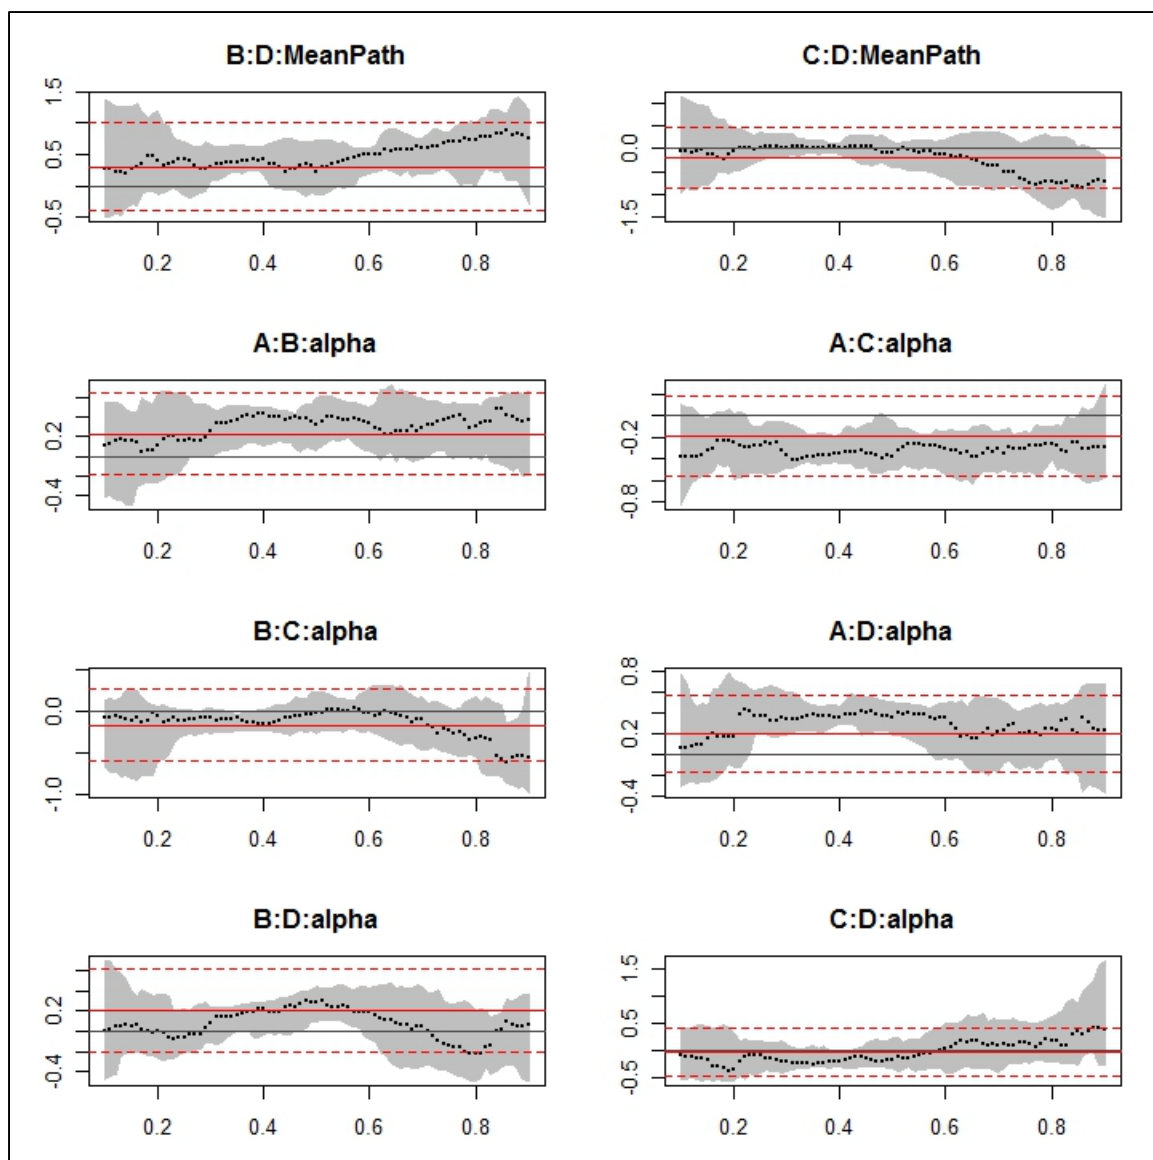 B:D:MeanPath C:D:MeanPath
1.5
0.5
-0.5
0.0
-1.5
0.2 0.4 0.6 0.8 0.2 0.4 0.6 0.8
A:B:alpha A:C:alpha
0.2
-0.4
-0.2
-0.8
0.2 0.4 0.6 0.8 0.2 0.4 0.6 0.8
B:C:alpha A:D:alpha
0.0
-1.0
0.8
0.2
-0.4
0.2 0.4 0.6 0.8 0.2 0.4 0.6 0.8
B:D:alpha C:D:alpha
0.2
-0.4
1.5
0.5
-0.5
0.2 0.4 0.6 0.8 0.2 0.4 0.6 0.8